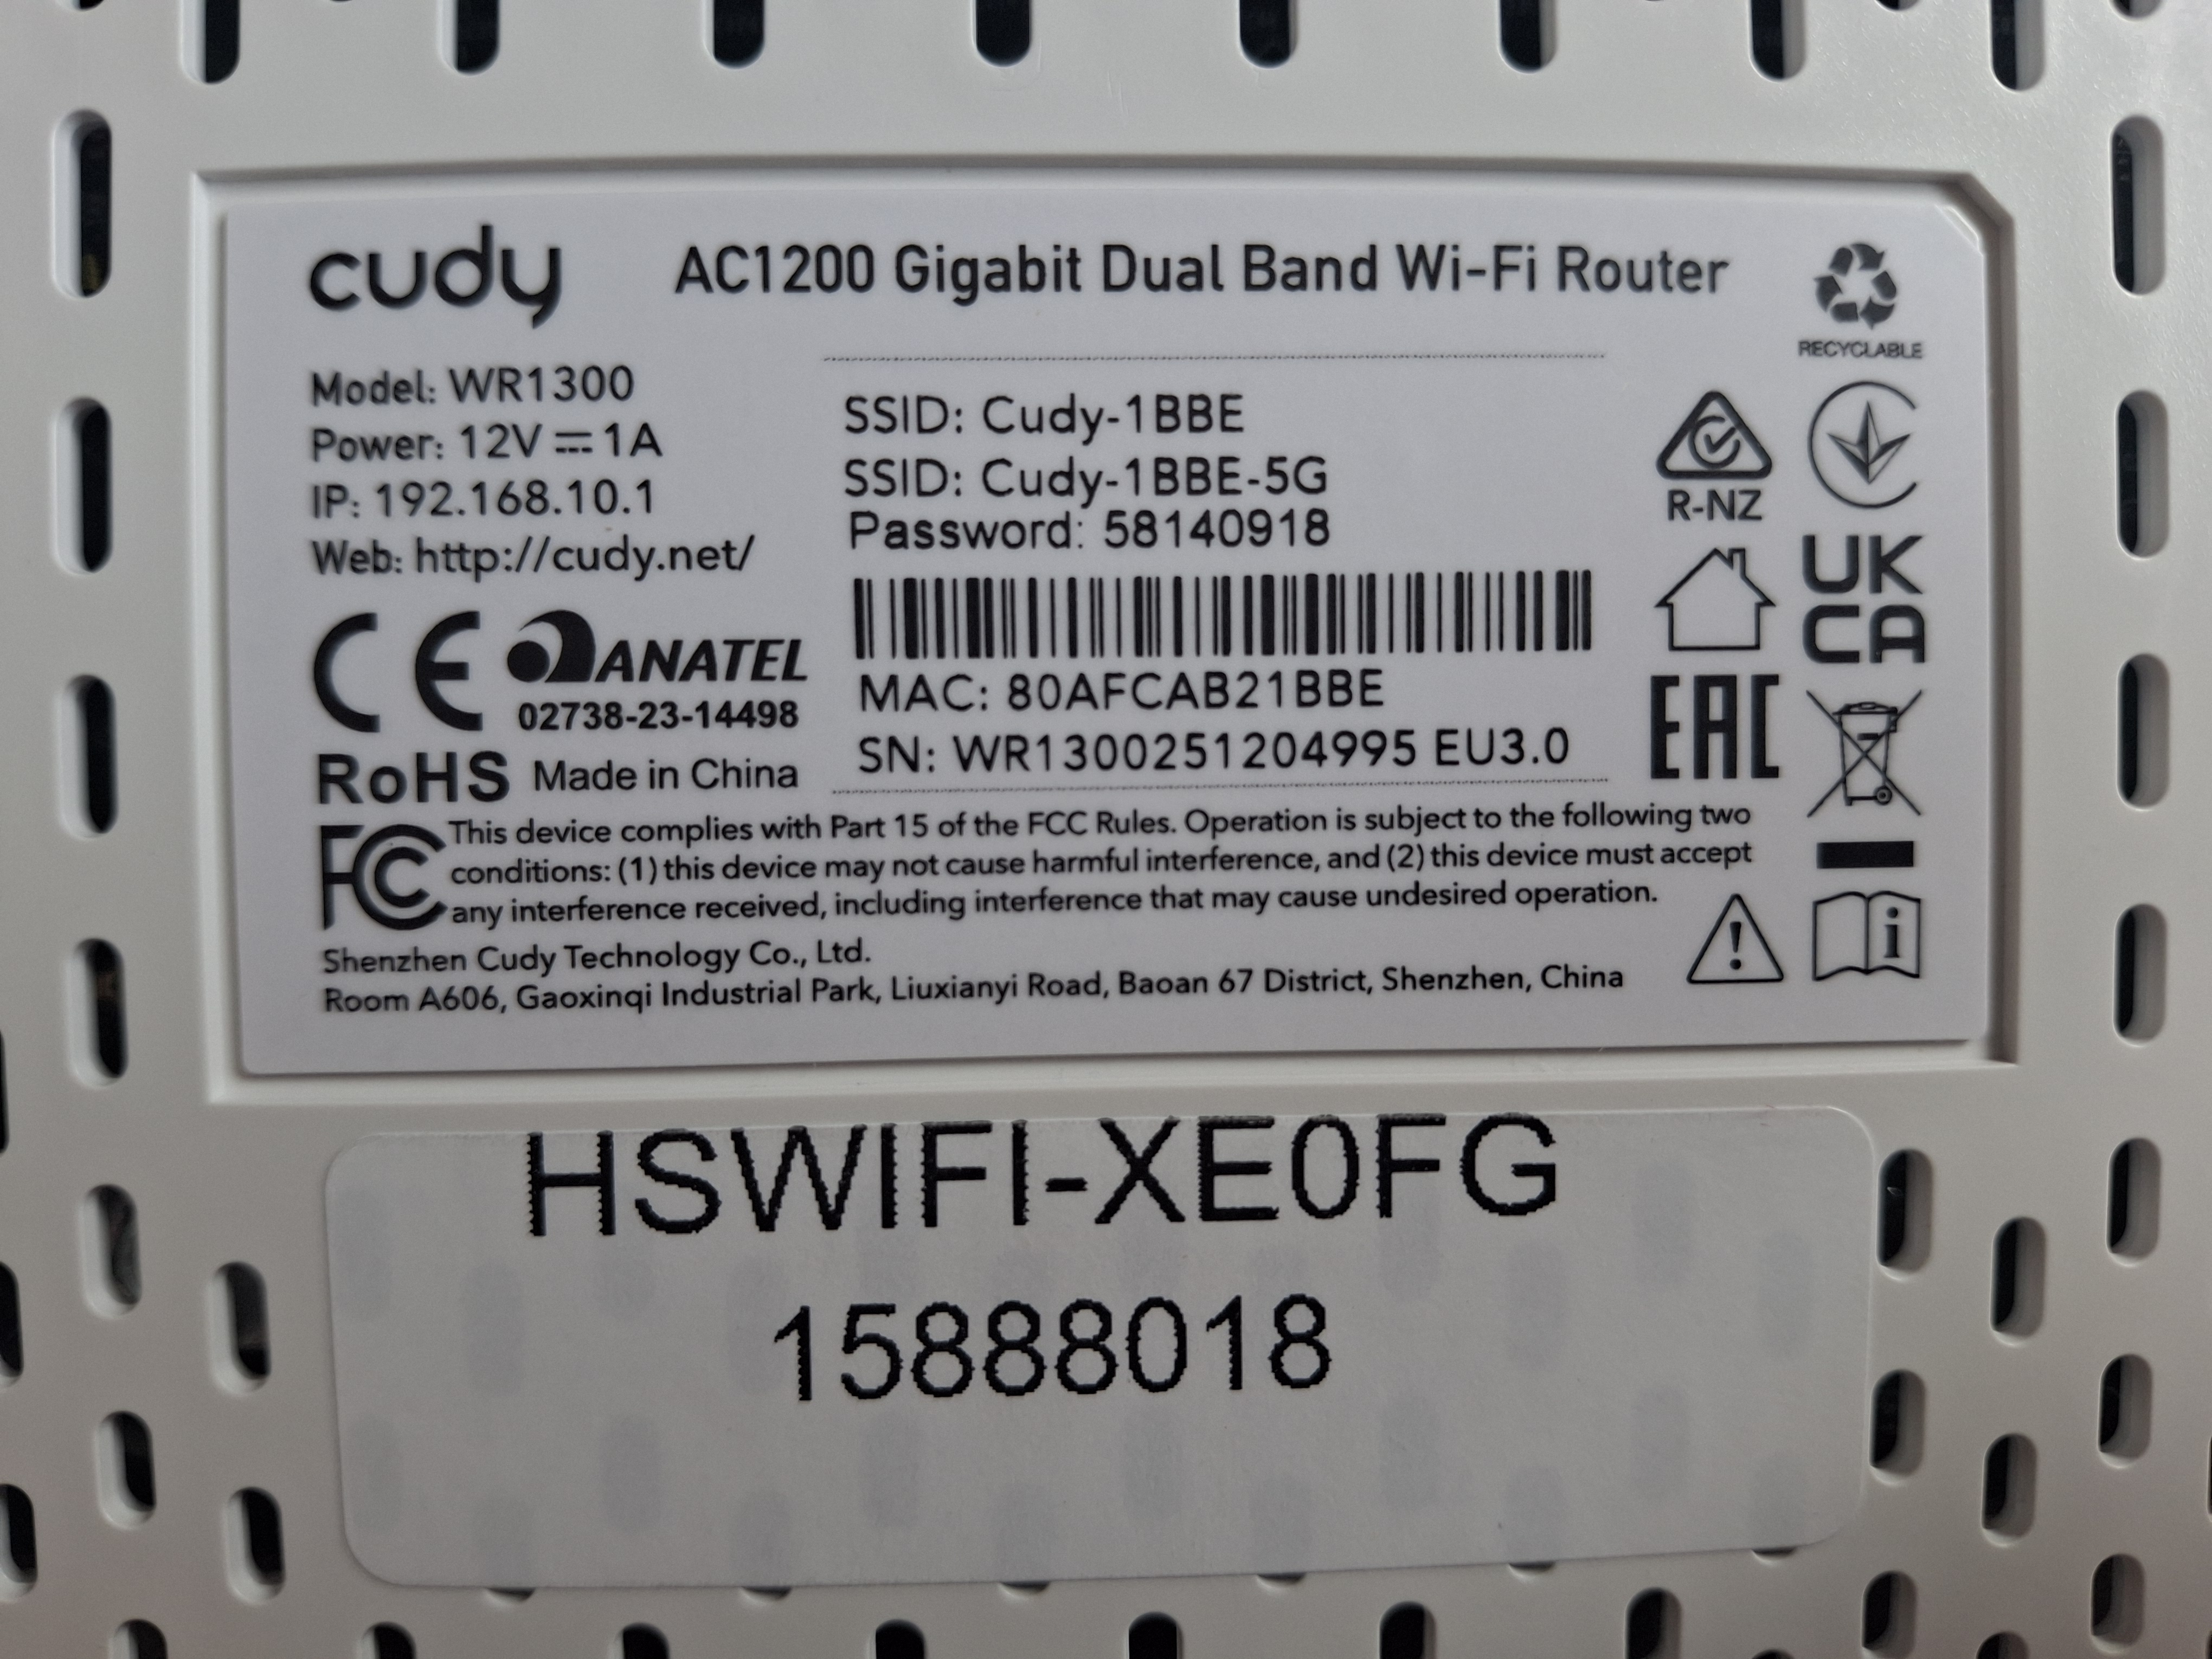 cudy AC1200 Gigabit Dual Band Wi-Fi Router
RECYCLABLE
Model: WR1300
Power: 12V⎓1A
IP: 192.168.10.1
Web: http://cudy.net/
SSID: Cudy-1BBE
SSID: Cudy-1BBE-5G
Password: 58140918
MAC: 80AFCAB21BBE
SN: WR1300251204995 EU3.0
R-NZ
UK
CA
EAC
CE ANATEL
02738-23-14498
RoHS Made in China
FC This device complies with Part 15 of the FCC Rules. Operation is subject to the following two
conditions: (1) this device may not cause harmful interference, and (2) this device must accept
any interference received, including interference that may cause undesired operation.
Shenzhen Cudy Technology Co., Ltd.
Room A606, Gaoxinqi Industrial Park, Liuxianyi Road, Baoan 67 District, Shenzhen, China
HSWIFI-XE0FG
15888018